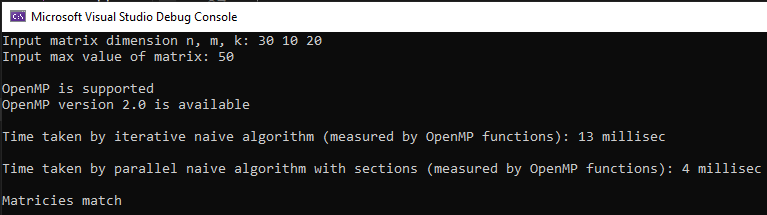 Microsoft Visual Studio Debug Console
Input matrix dimension n, m, k: 30 10 20
Input max value of matrix: 50
OpenMP is supported
OpenMP version 2.0 is available
Time taken by iterative naive algorithm (measured by OpenMP functions): 13 millisec
Time taken by parallel naive algorithm with sections (measured by OpenMP functions): 4 millisec
Matricies match